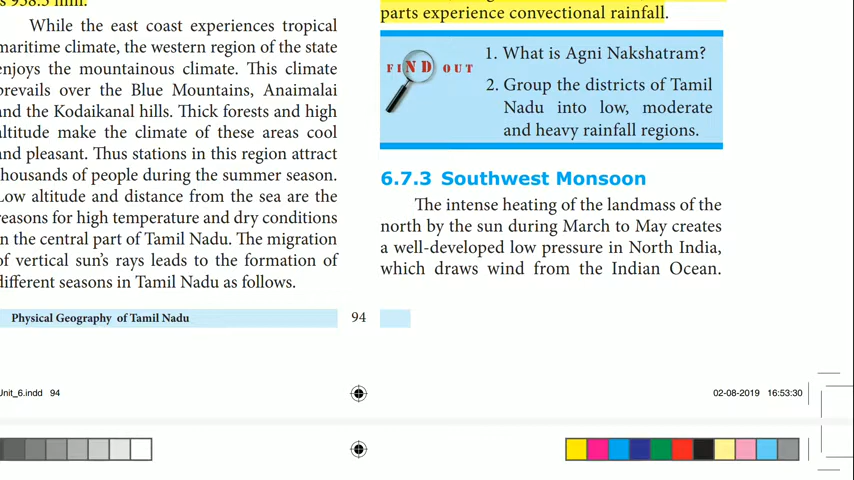 s 958.5 mm.
While the east coast experiences tropical
maritime climate, the western region of the state
enjoys the mountainous climate. This climate
prevails over the Blue Mountains, Anaimalai
and the Kodaikanal hills. Thick forests and high
altitude make the climate of these areas cool
and pleasant. Thus stations in this region attract
thousands of people during the summer season.
Low altitude and distance from the sea are the
reasons for high temperature and dry conditions
in the central part of Tamil Nadu. The migration
of vertical sun's rays leads to the formation of
different seasons in Tamil Nadu as follows.
parts experience convectional rainfall.
FIND OUT
1. What is Agni Nakshatram?
2. Group the districts of Tamil
Nadu into low, moderate
and heavy rainfall regions.
6.7.3 Southwest Monsoon
The intense heating of the landmass of the
north by the sun during March to May creates
a well-developed low pressure in North India,
which draws wind from the Indian Ocean.
Physical Geography of Tamil Nadu
94
Unit_6.indd 94
02-08-2019 16:53:30